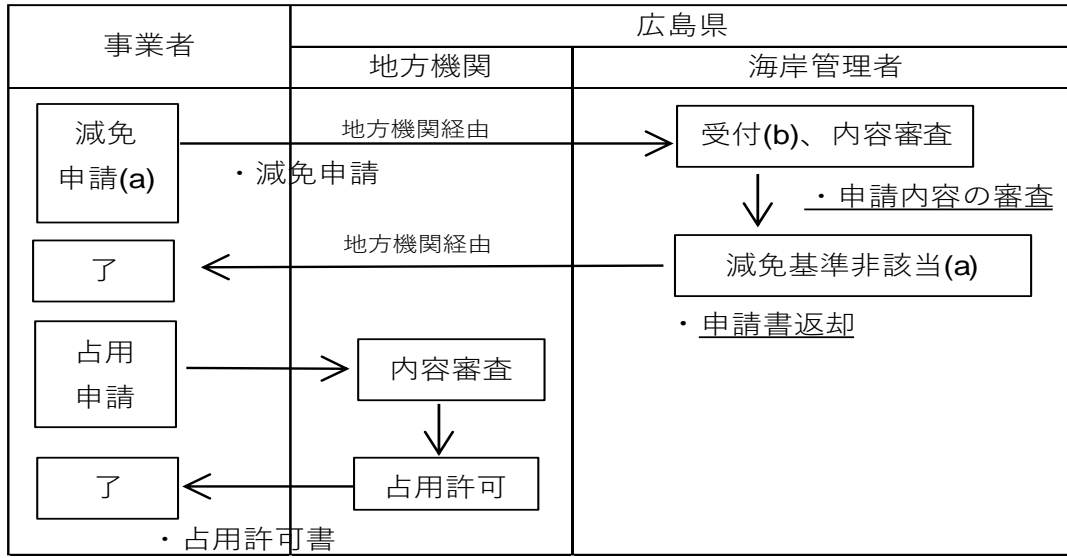 事業者
広島県
地方機関
海岸管理者
減免
申請(a)
地方機関経由
・減免申請
受付(b)、内容審査
・申請内容の審査
了
地方機関経由
減免基準非該当(a)
・申請書返却
占用
申請
内容審査
了
占用許可
・占用許可書